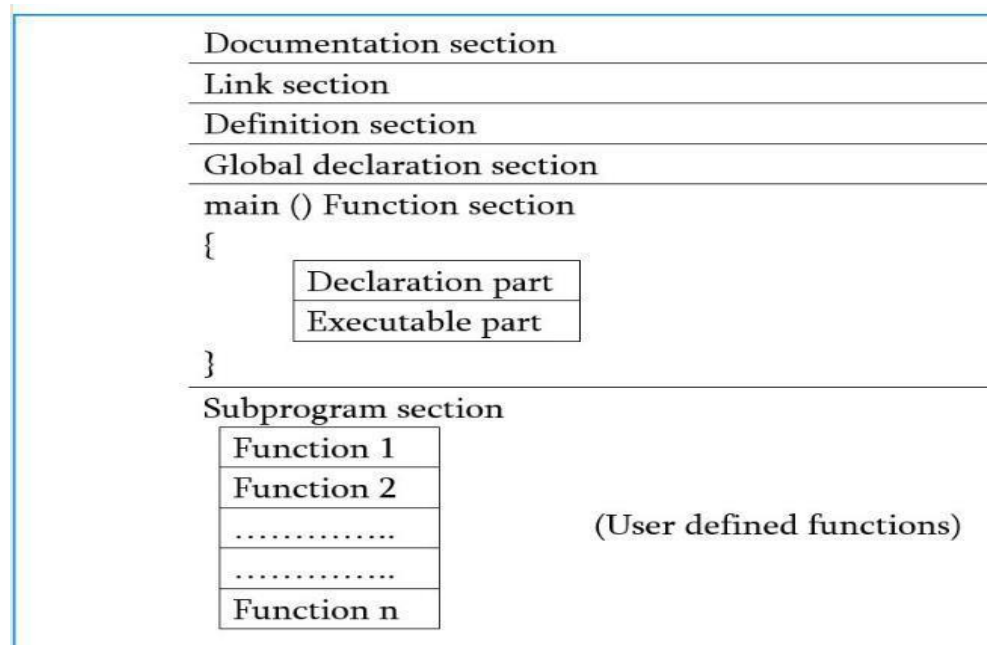 Documentation section
Link section
Definition section
Global declaration section
main () Function section
{
Declaration part
Executable part
}
Subprogram section
Function 1
Function 2
…………..
(User defined functions)
…………..
Function n